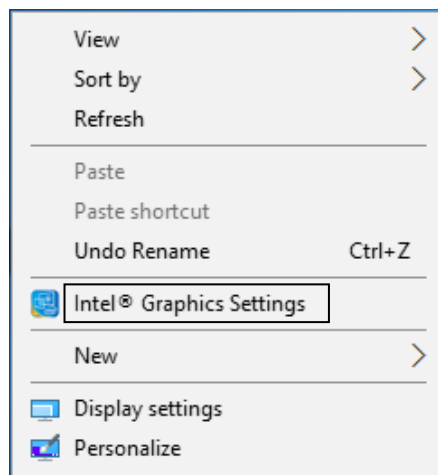 View
Sort by
Refresh
Paste
Paste shortcut
Undo Rename Ctrl+Z
Intel® Graphics Settings
New
Display settings
Personalize